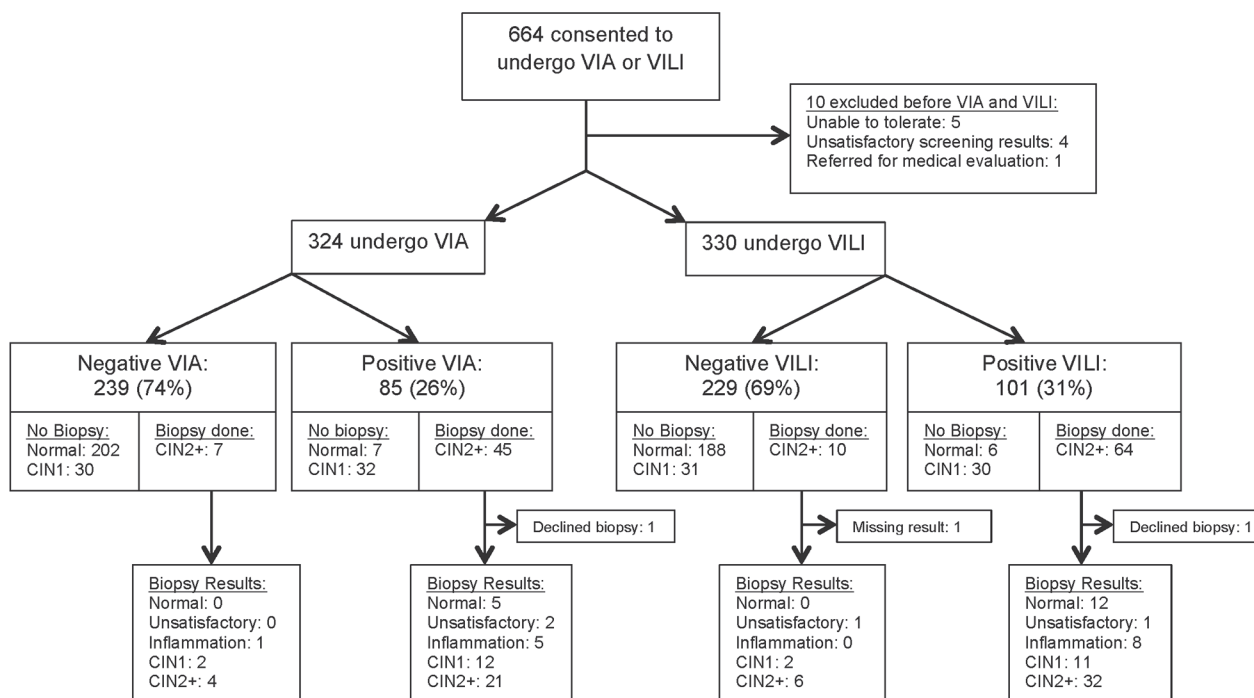 664 consented to
undergo VIA or VILI
10 excluded before VIA and VILI:
Unable to tolerate: 5
Unsatisfactory screening results: 4
Referred for medical evaluation: 1
324 undergo VIA
330 undergo VILI
Negative VIA:
239 (74%)
No Biopsy:
Normal: 202
CIN1: 30
Biopsy done:
CIN2+: 7
Positive VIA:
85 (26%)
No biopsy:
Normal: 7
CIN1: 32
Biopsy done:
CIN2+: 45
Negative VILI:
229 (69%)
No Biopsy:
Normal: 188
CIN1: 31
Biopsy done:
CIN2+: 10
Positive VILI:
101 (31%)
No Biopsy:
Normal: 6
CIN1: 30
Biopsy done:
CIN2+: 64
Declined biopsy: 1
Missing result: 1
Declined biopsy: 1
Biopsy Results:
Normal: 0
Unsatisfactory: 0
Inflammation: 1
CIN1: 2
CIN2+: 4
Biopsy Results:
Normal: 5
Unsatisfactory: 2
Inflammation: 5
CIN1: 12
CIN2+: 21
Biopsy Results:
Normal: 0
Unsatisfactory: 1
Inflammation: 0
CIN1: 2
CIN2+: 6
Biopsy Results:
Normal: 12
Unsatisfactory: 1
Inflammation: 8
CIN1: 11
CIN2+: 32